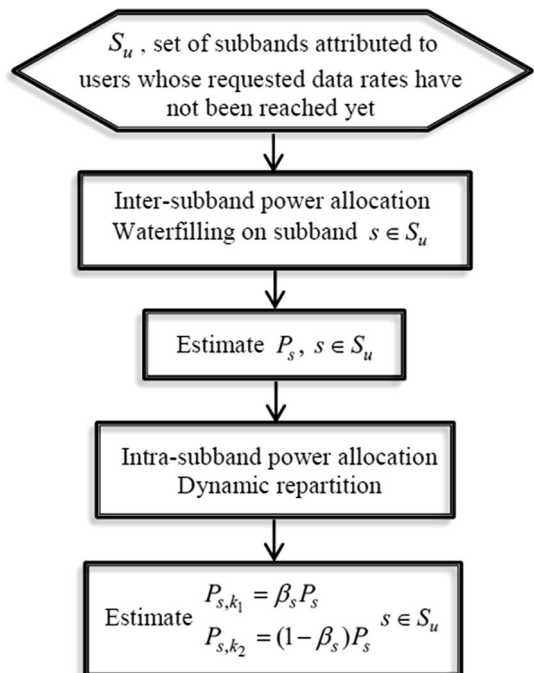 S_u , set of subbands attributed to
users whose requested data rates have
not been reached yet
Inter-subband power allocation
Waterfilling on subband s ∈ S_u
Estimate P_s, s ∈ S_u
Intra-subband power allocation
Dynamic repartition
Estimate P_{s,k_1} = β_s P_s
P_{s,k_2} = (1 − β_s)P_s s ∈ S_u